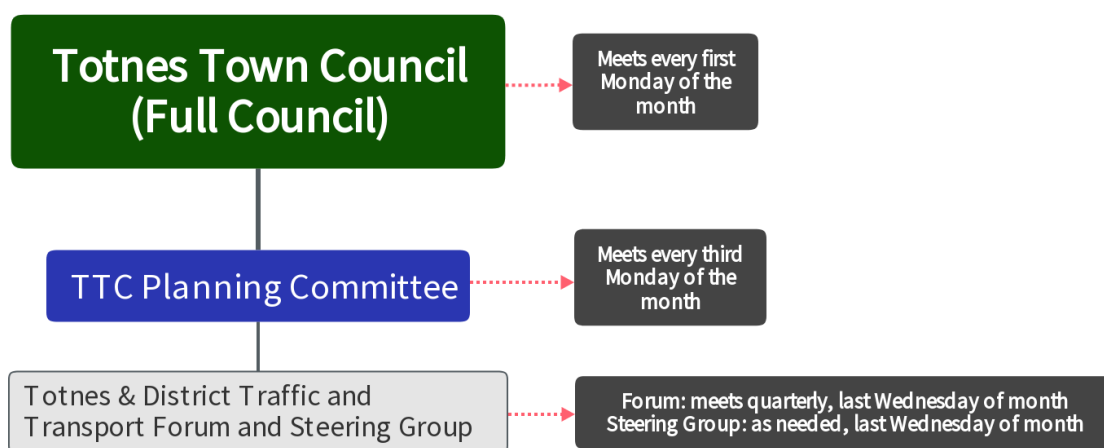 Totnes Town Council
(Full Council)
Meets every first
Monday of the
month
TTC Planning Committee
Meets every third
Monday of the
month
Totnes & District Traffic and
Transport Forum and Steering Group
Forum: meets quarterly, last Wednesday of month
Steering Group: as needed, last Wednesday of month